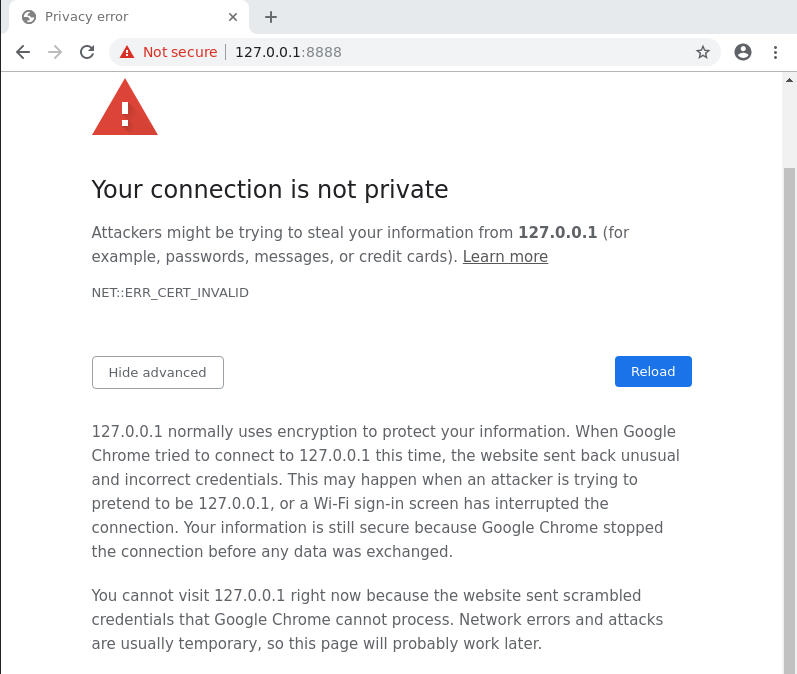 Privacy error
Not secure 127.0.0.1:8888
Your connection is not private
Attackers might be trying to steal your information from 127.0.0.1 (for
example, passwords, messages, or credit cards). Learn more
NET::ERR_CERT_INVALID
Hide advanced
Reload
127.0.0.1 normally uses encryption to protect your information. When Google
Chrome tried to connect to 127.0.0.1 this time, the website sent back unusual
and incorrect credentials. This may happen when an attacker is trying to
pretend to be 127.0.0.1, or a Wi-Fi sign-in screen has interrupted the
connection. Your information is still secure because Google Chrome stopped
the connection before any data was exchanged.
You cannot visit 127.0.0.1 right now because the website sent scrambled
credentials that Google Chrome cannot process. Network errors and attacks
are usually temporary, so this page will probably work later.